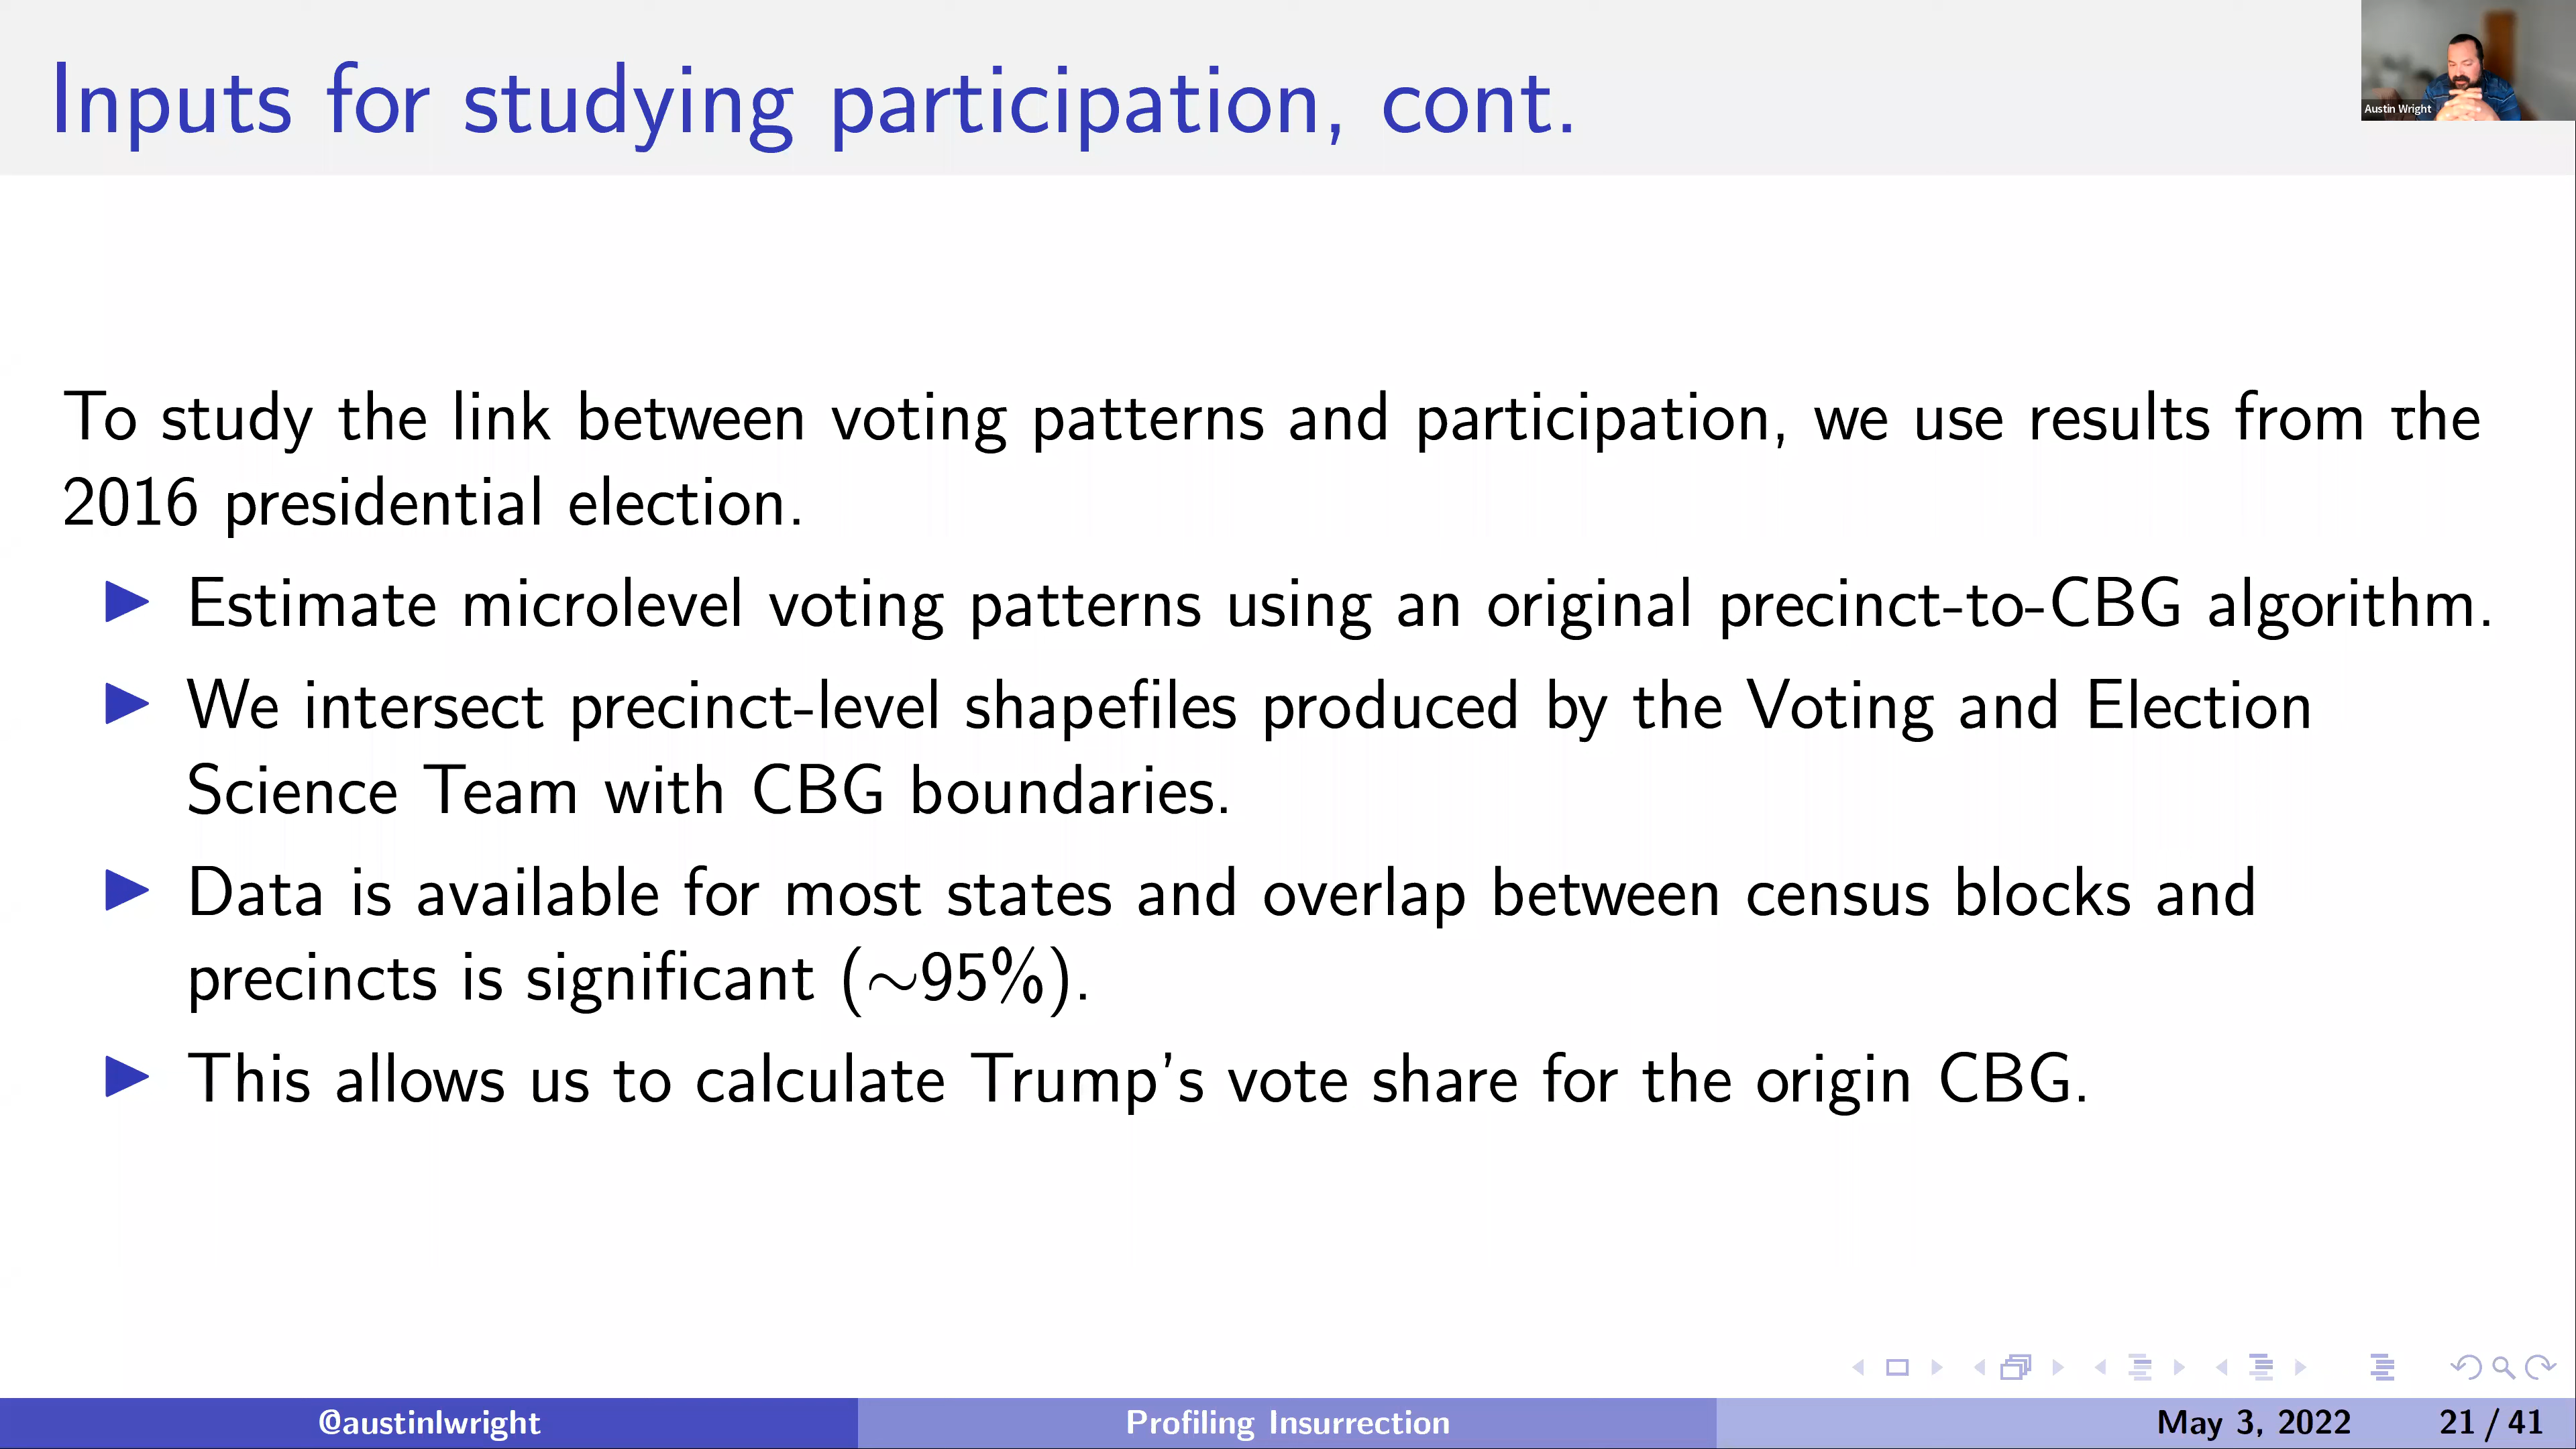 Inputs for studying participation, cont.
Austin Wright
To study the link between voting patterns and participation, we use results from the
2016 presidential election.
Estimate microlevel voting patterns using an original precinct-to-CBG algorithm.
We intersect precinct-level shapefiles produced by the Voting and Election
Science Team with CBG boundaries.
Data is available for most states and overlap between census blocks and
precincts is significant (~95%).
This allows us to calculate Trump's vote share for the origin CBG.
@austinlwright Profiling Insurrection May 3, 2022 21 / 41